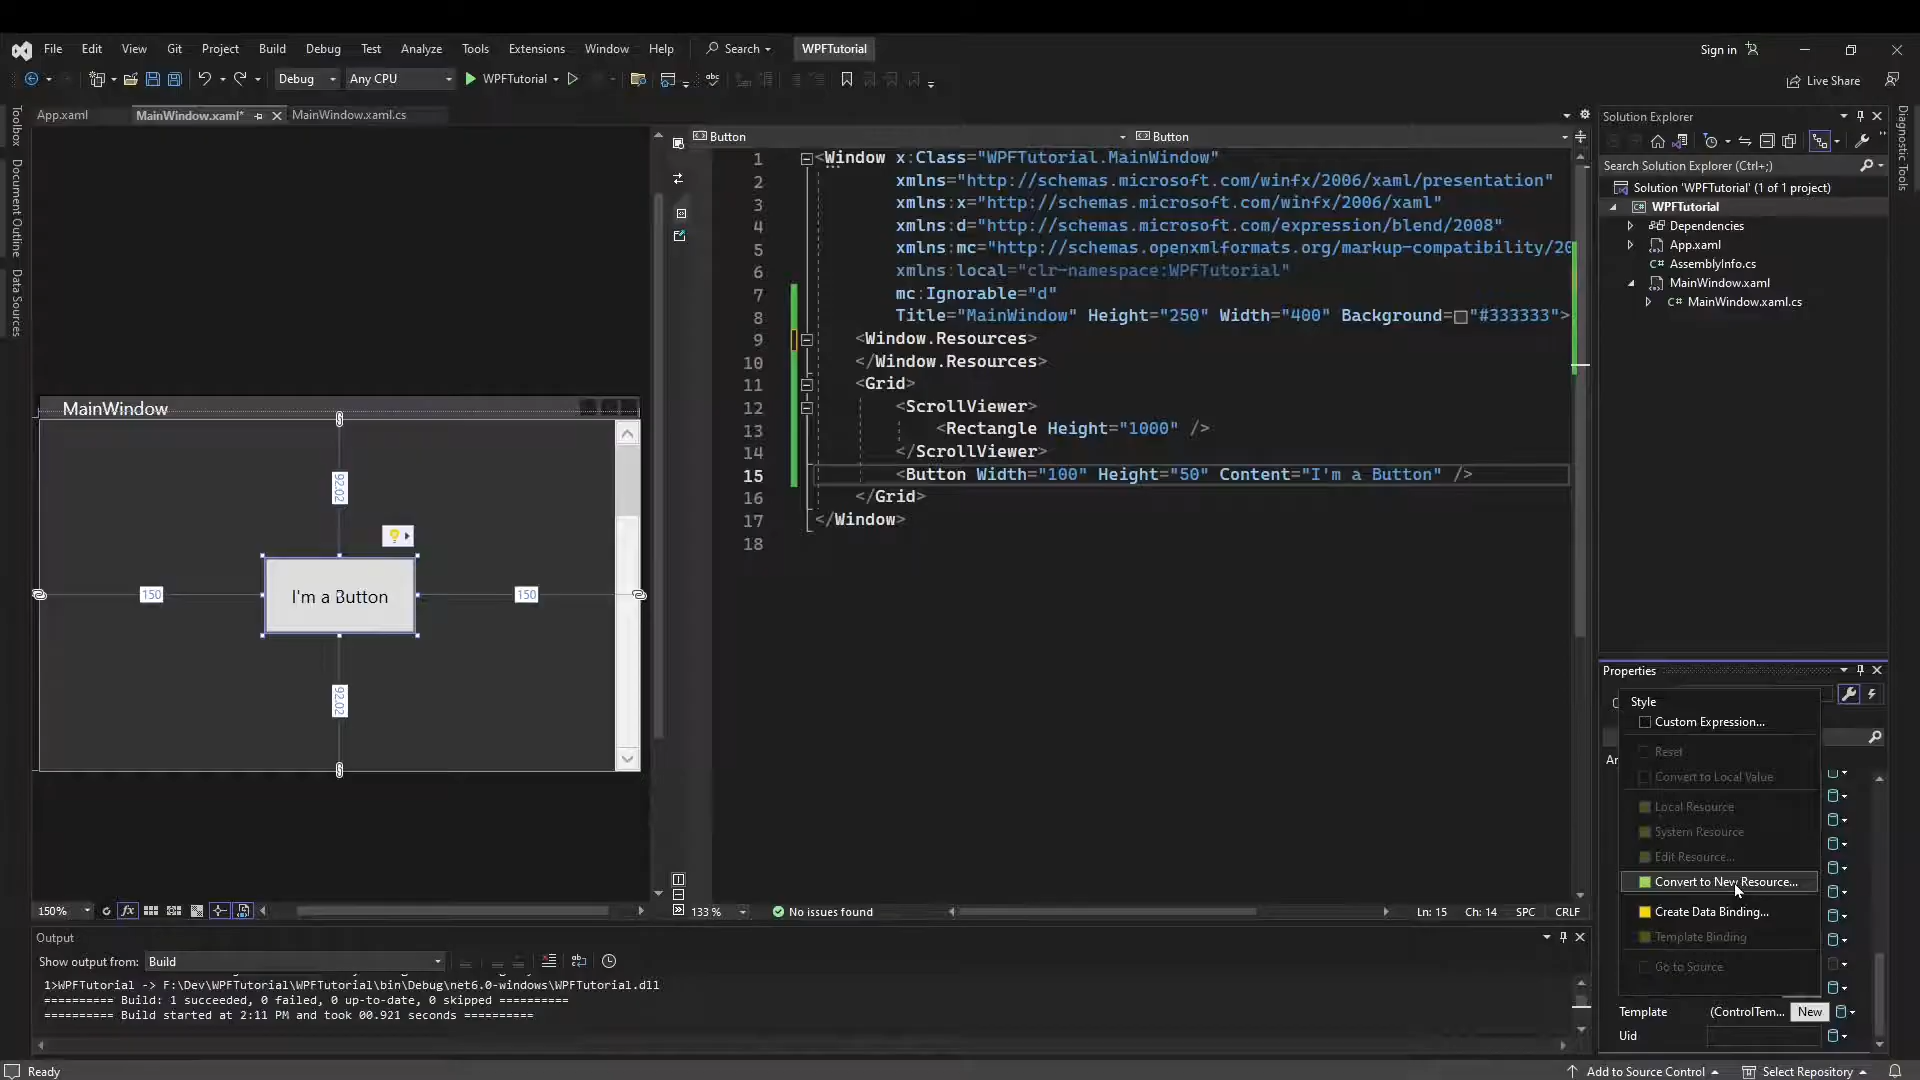 File Edit View Git Project Build Debug Test Analyze Tools Extensions Window Help Search WPFTutorial Sign in
Debug Any CPU WPFTutorial Live Share
Toolbox
Document Outline
Data Sources
App.xaml MainWindow.xaml* MainWindow.xaml.cs
Button Button
1 <Window x:Class="WPFTutorial.MainWindow"
2 xmlns="http://schemas.microsoft.com/winfx/2006/xaml/presentation"
3 xmlns:x="http://schemas.microsoft.com/winfx/2006/xaml"
4 xmlns:d="http://schemas.microsoft.com/expression/blend/2008"
5 xmlns:mc="http://schemas.openxmlformats.org/markup-compatibility/20
6 xmlns:local="clr-namespace:WPFTutorial"
7 mc:Ignorable="d"
8 Title="MainWindow" Height="250" Width="400" Background="#333333">
9 <Window.Resources>
10 </Window.Resources>
11 <Grid>
12 <ScrollViewer>
13 <Rectangle Height="1000" />
14 </ScrollViewer>
15 <Button Width="100" Height="50" Content="I'm a Button" />
16 </Grid>
17 </Window>
18
MainWindow
92.02
150 I'm a Button 150
92.02
150% 133 % No issues found Ln: 15 Ch: 14 SPC CRLF
Output
Show output from: Build
1>WPFTutorial -> F:\Dev\WPFTutorial\WPFTutorial\bin\Debug\net6.0-windows\WPFTutorial.dll
========== Build: 1 succeeded, 0 failed, 0 up-to-date, 0 skipped ==========
========== Build started at 2:11 PM and took 00.921 seconds ==========
Solution Explorer
Search Solution Explorer (Ctrl+;)
Solution 'WPFTutorial' (1 of 1 project)
WPFTutorial
Dependencies
App.xaml
AssemblyInfo.cs
MainWindow.xaml
MainWindow.xaml.cs
Diagnostic Tools
Properties
Style
Custom Expression...
Reset
Convert to Local Value
Local Resource
System Resource
Edit Resource...
Convert to New Resource...
Create Data Binding...
Template Binding
Go to Source
Template (ControlTem... New
Uid
Ready Add to Source Control Select Repository